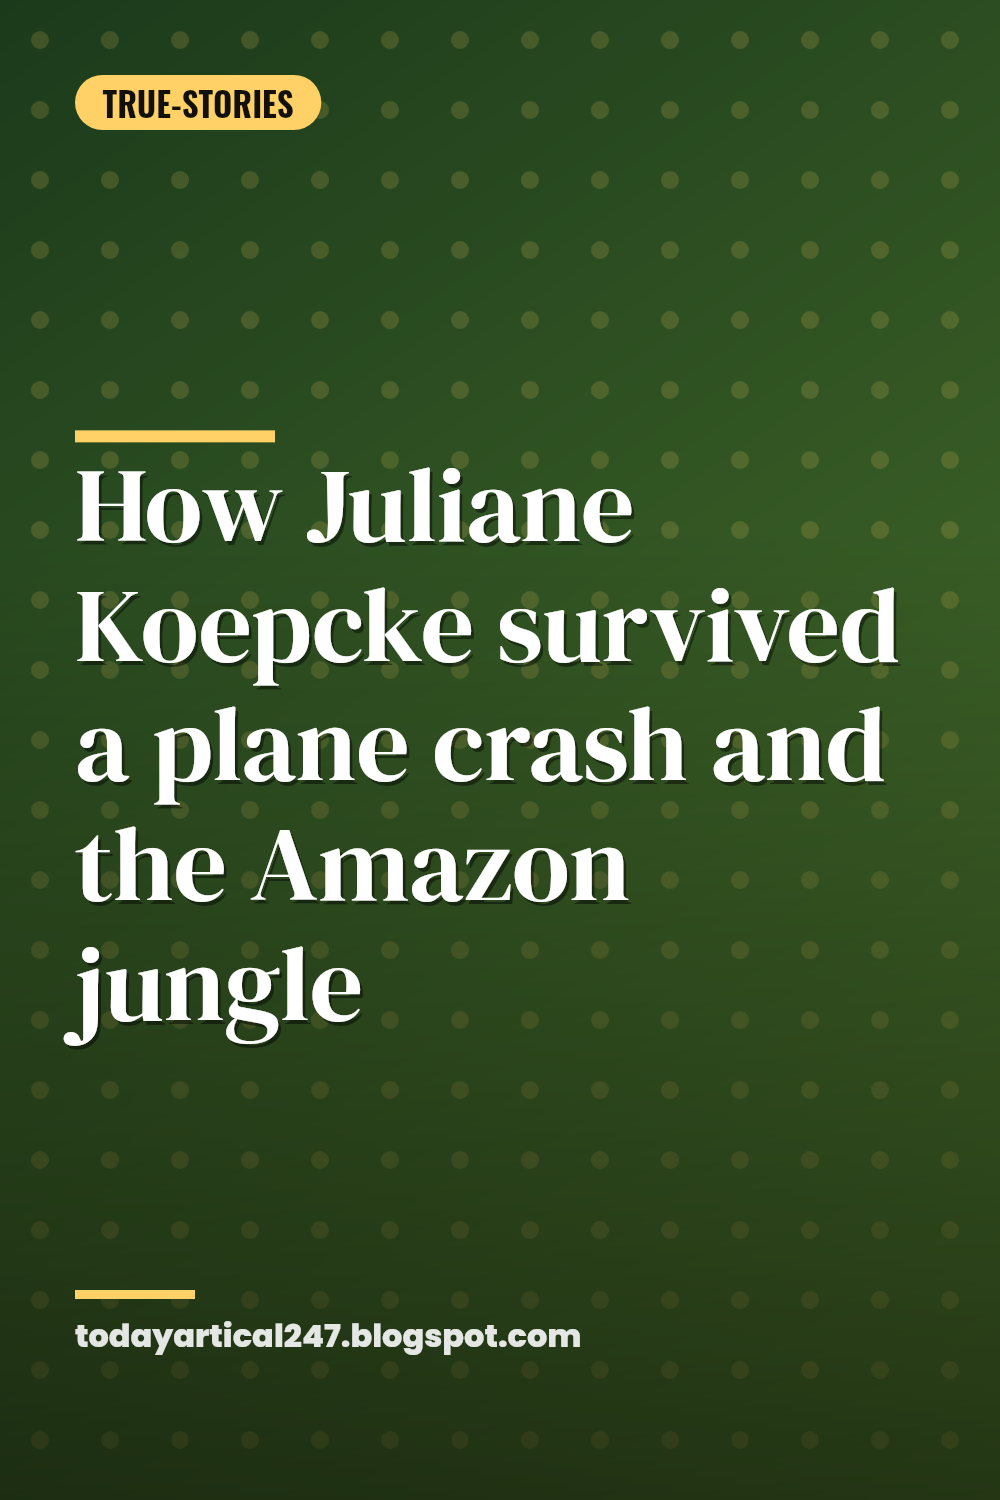 TRUE-STORIES
How Juliane
Koepcke survived
a plane crash and
the Amazon
jungle
todayartical247.blogspot.com